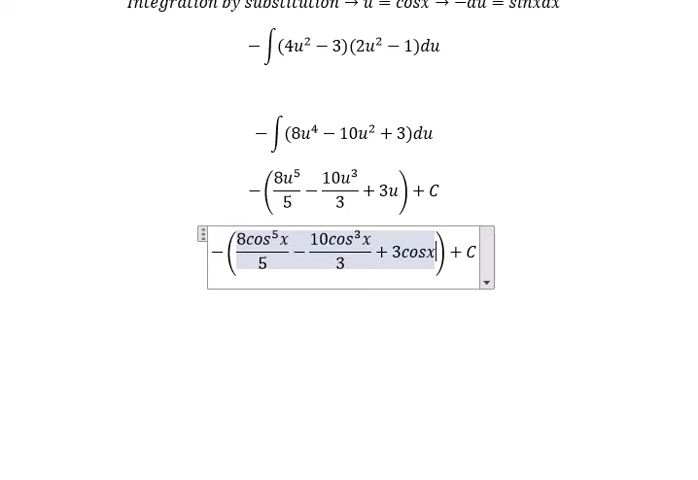 Integration by substitution → u = cosx → −du = sinxdx
−∫(4u² − 3)(2u² − 1)du
−∫(8u⁴ − 10u² + 3)du
−(8u⁵/5 − 10u³/3 + 3u) + C
−(8cos⁵x/5 − 10cos³x/3 + 3cosx) + C